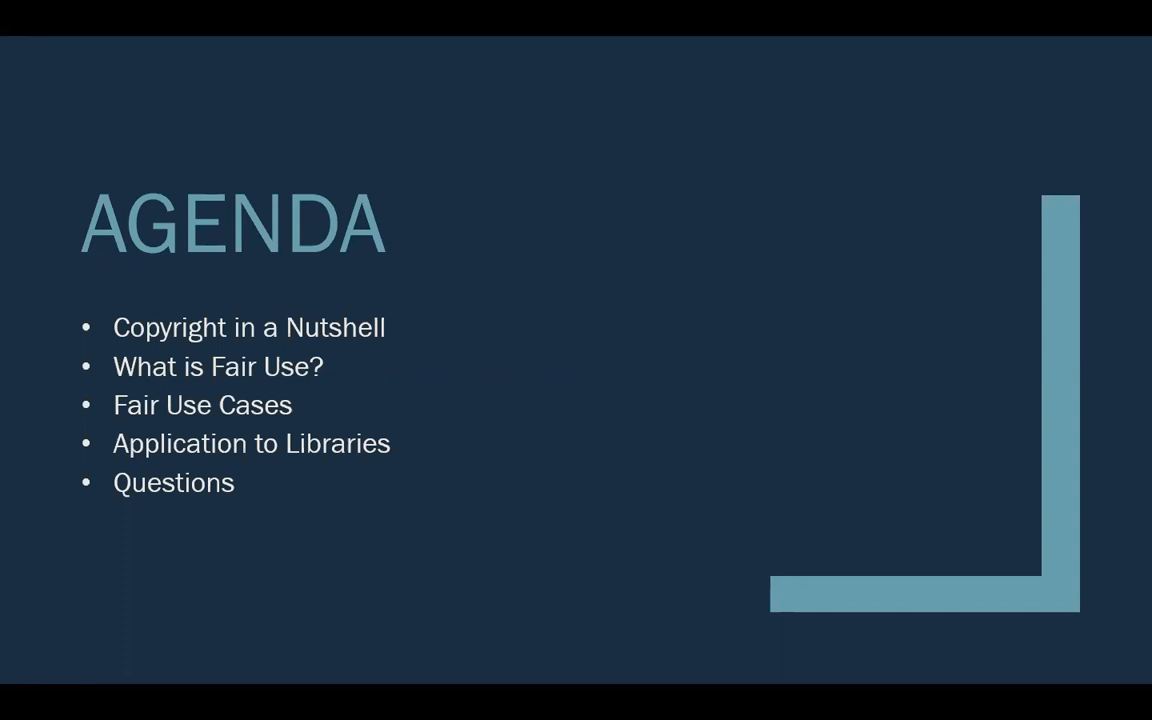 AGENDA
• Copyright in a Nutshell
• What is Fair Use?
• Fair Use Cases
• Application to Libraries
• Questions